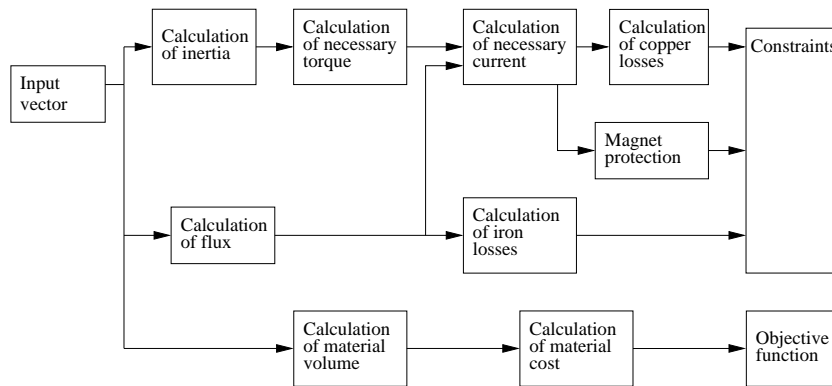 Input
vector
Calculation
of inertia
Calculation
of necessary
torque
Calculation
of necessary
current
Calculation
of copper
losses
Constraints
Magnet
protection
Calculation
of flux
Calculation
of iron
losses
Calculation
of material
volume
Calculation
of material
cost
Objective
function